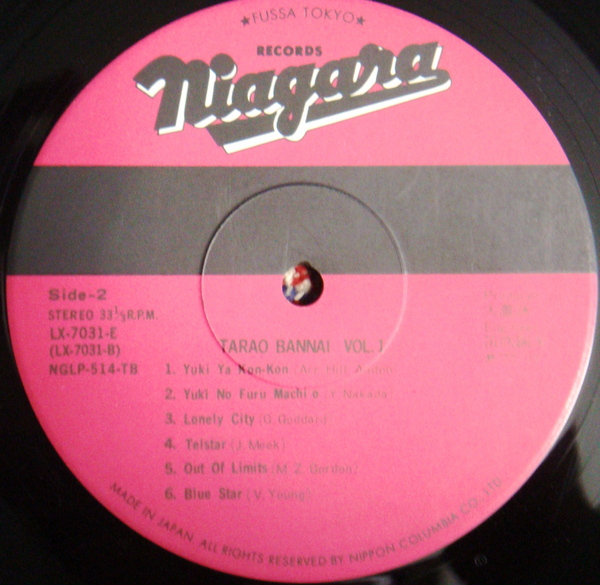 ★FUSSA TOKYO★
RECORDS
Niagara
Side-2
STEREO 33⅓R.P.M.
LX-7031-E
(LX-7031-B)
NGLP-514-TB
TARAO BANNAI VOL.1
1. Yuki Ya Kon-Kon
2. Yuki No Furu Machi o (Y. Nakada)
3. Lonely City (G. Goddard)
4. Telstar (J. Meek)
5. Out Of Limits (M. Z. Gordon)
6. Blue Star (V. Young)
MADE IN JAPAN. ALL RIGHTS RESERVED BY NIPPON COLUMBIA CO., LTD.